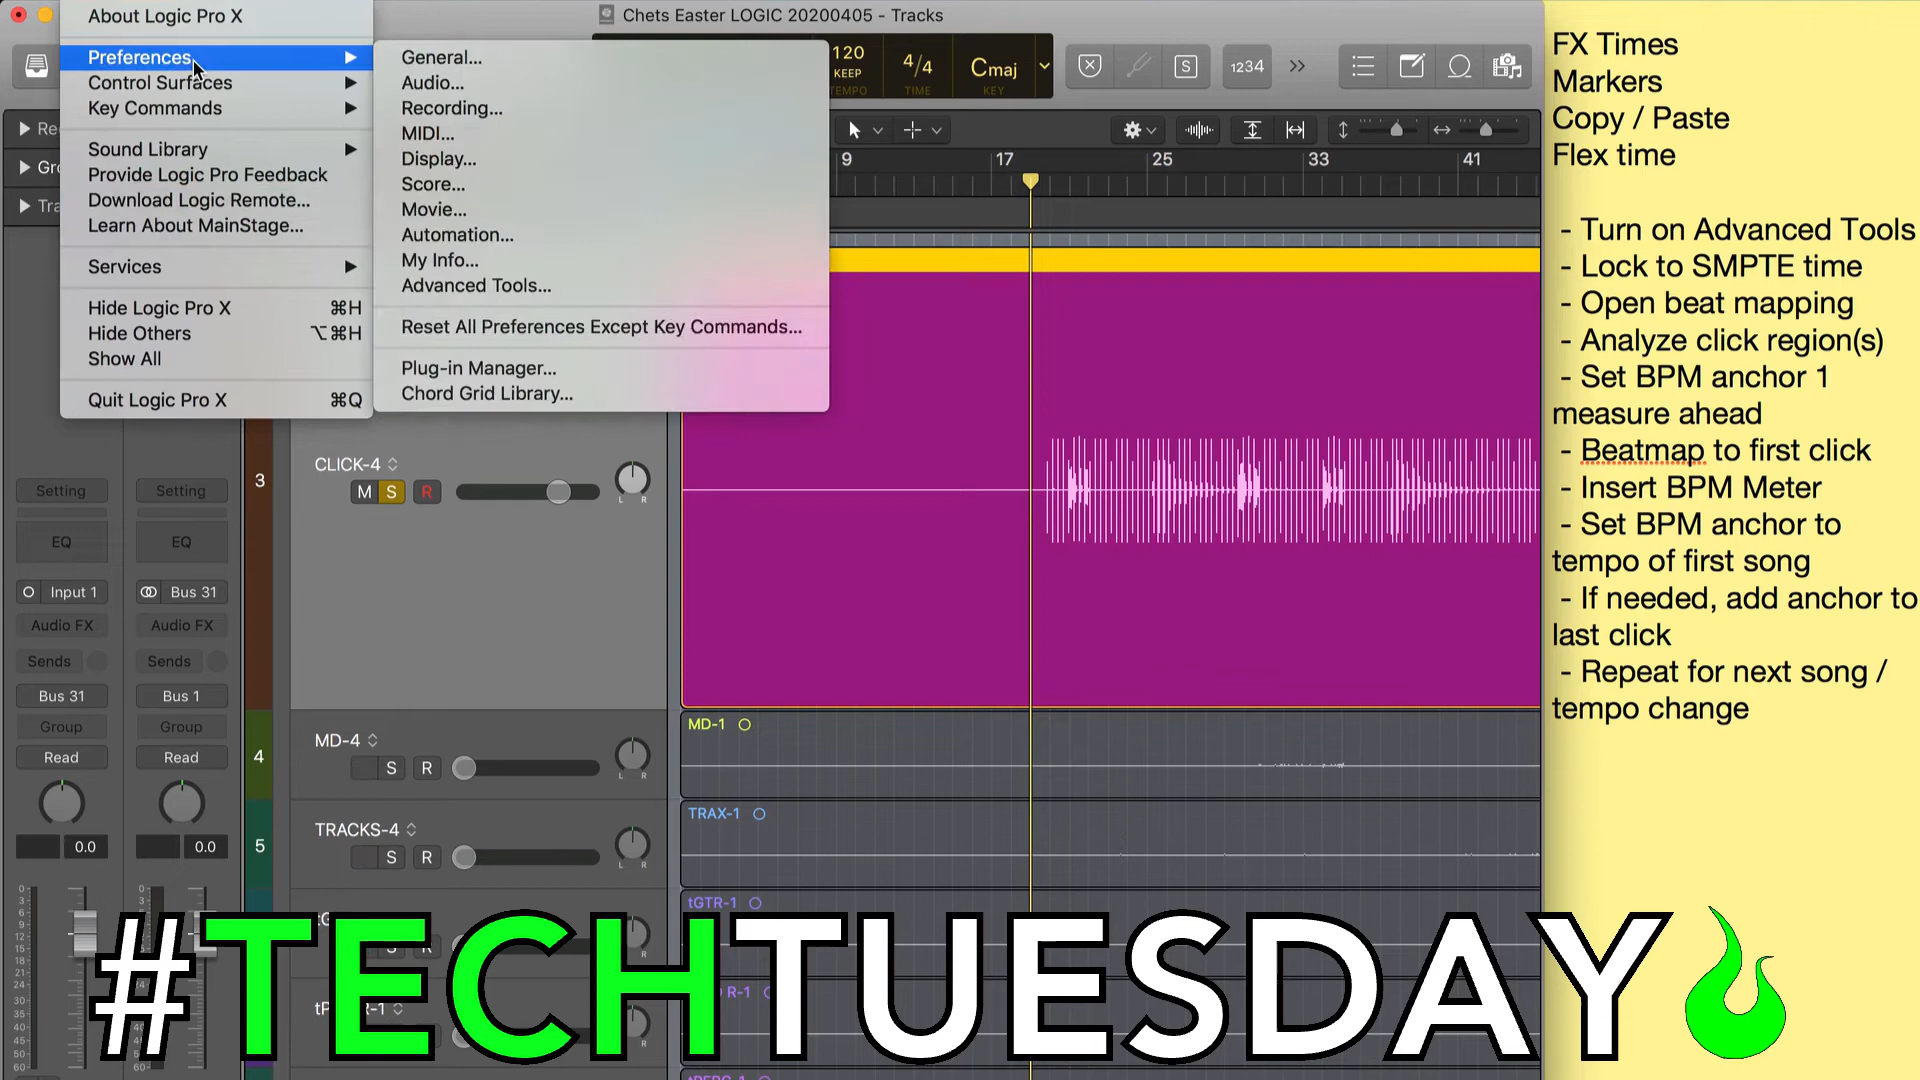 About Logic Pro X
Preferences
Control Surfaces
Key Commands
Sound Library
Provide Logic Pro Feedback
Download Logic Remote...
Learn About MainStage...
Services
Hide Logic Pro X ⌘H
Hide Others ⌥⌘H
Show All
Quit Logic Pro X ⌘Q
General...
Audio...
Recording...
MIDI...
Display...
Score...
Movie...
Automation...
My Info...
Advanced Tools...
Reset All Preferences Except Key Commands...
Plug-in Manager...
Chord Grid Library...
Chets Easter LOGIC 20200405 - Tracks
120 4/4 Cmaj
KEEP
TEMPO TIME KEY
S 1234
9 17 25 33 41
Setting Setting
EQ EQ
Input 1 Bus 31
Audio FX Audio FX
Sends Sends
Bus 31 Bus 1
Group Group
Read Read
0.0 0.0
3 CLICK-4
M S R
L R
4 MD-4
S R
L R
5 TRACKS-4
S R
L R
MD-1
TRAX-1
tGTR-1
FX Times
Markers
Copy / Paste
Flex time
- Turn on Advanced Tools
- Lock to SMPTE time
- Open beat mapping
- Analyze click region(s)
- Set BPM anchor 1
measure ahead
- Beatmap to first click
- Insert BPM Meter
- Set BPM anchor to
tempo of first song
- If needed, add anchor to
last click
- Repeat for next song /
tempo change
#TECHTUESDAY